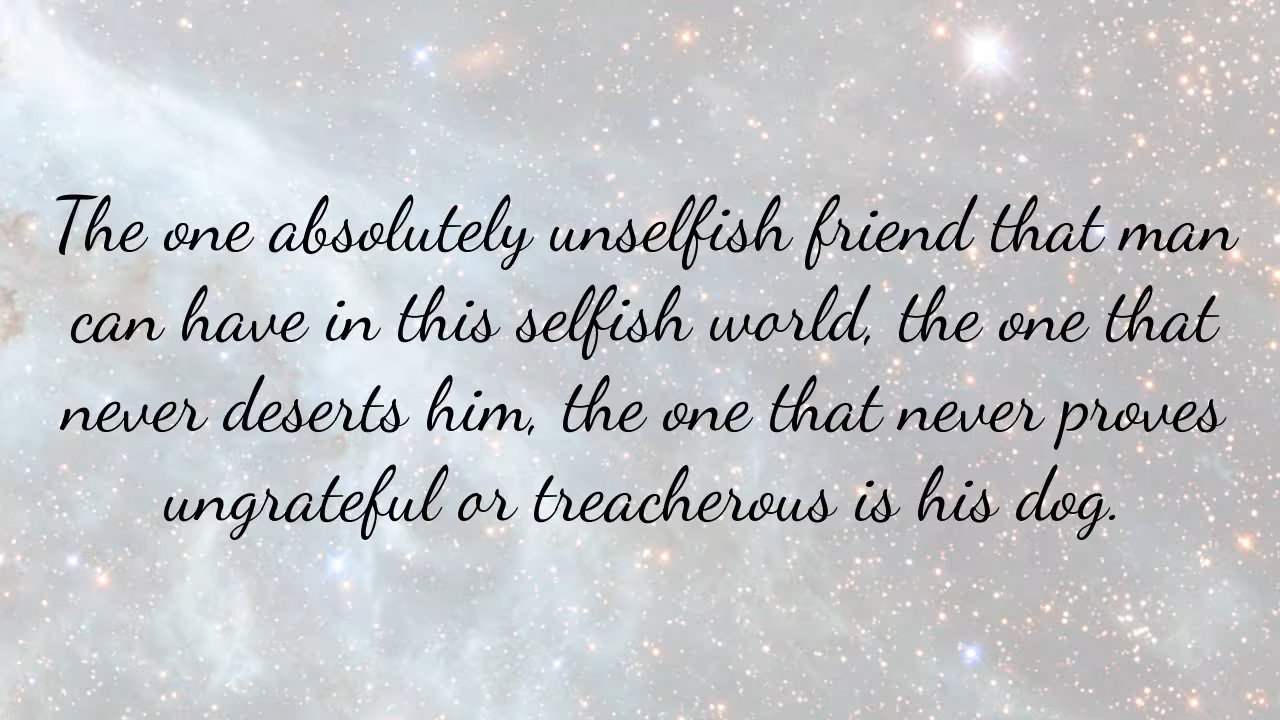 The one absolutely unselfish friend that man
can have in this selfish world, the one that
never deserts him, the one that never proves
ungrateful or treacherous is his dog.